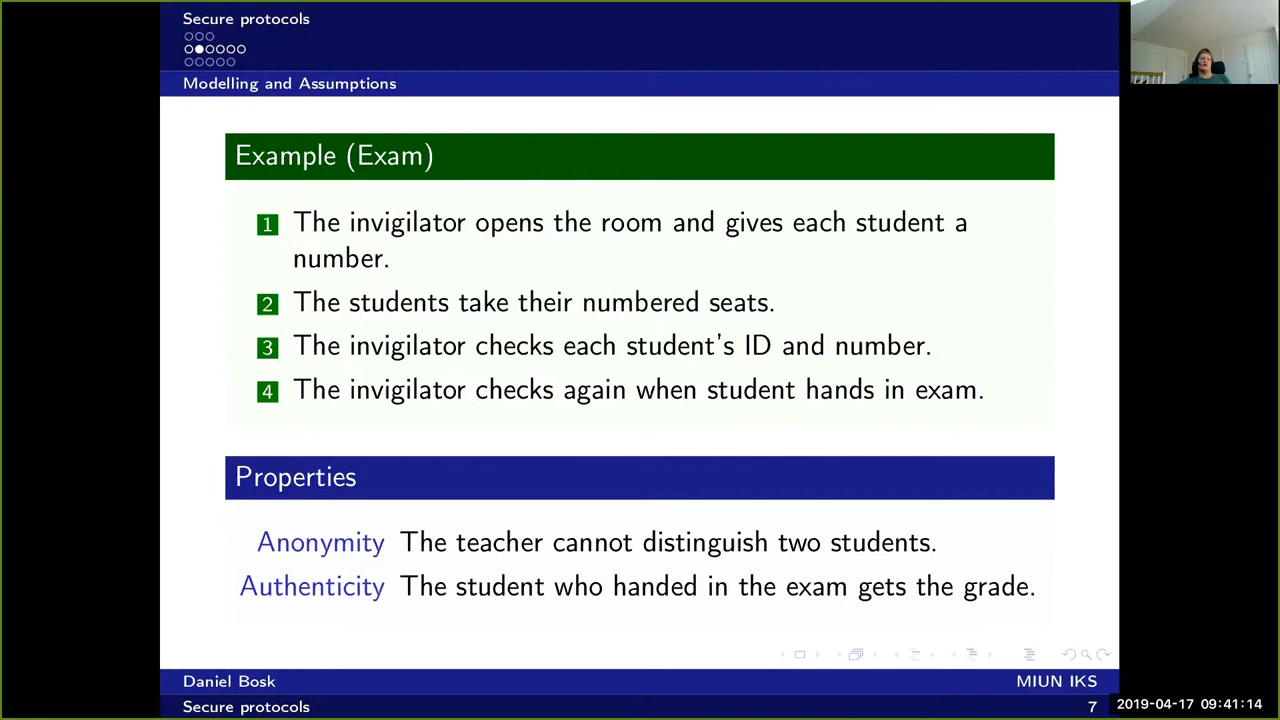 Secure protocols
Modelling and Assumptions
Example (Exam)
1 The invigilator opens the room and gives each student a
number.
2 The students take their numbered seats.
3 The invigilator checks each student's ID and number.
4 The invigilator checks again when student hands in exam.
Properties
Anonymity The teacher cannot distinguish two students.
Authenticity The student who handed in the exam gets the grade.
Daniel Bosk MIUN IKS
Secure protocols 7
2019-04-17 09:41:14